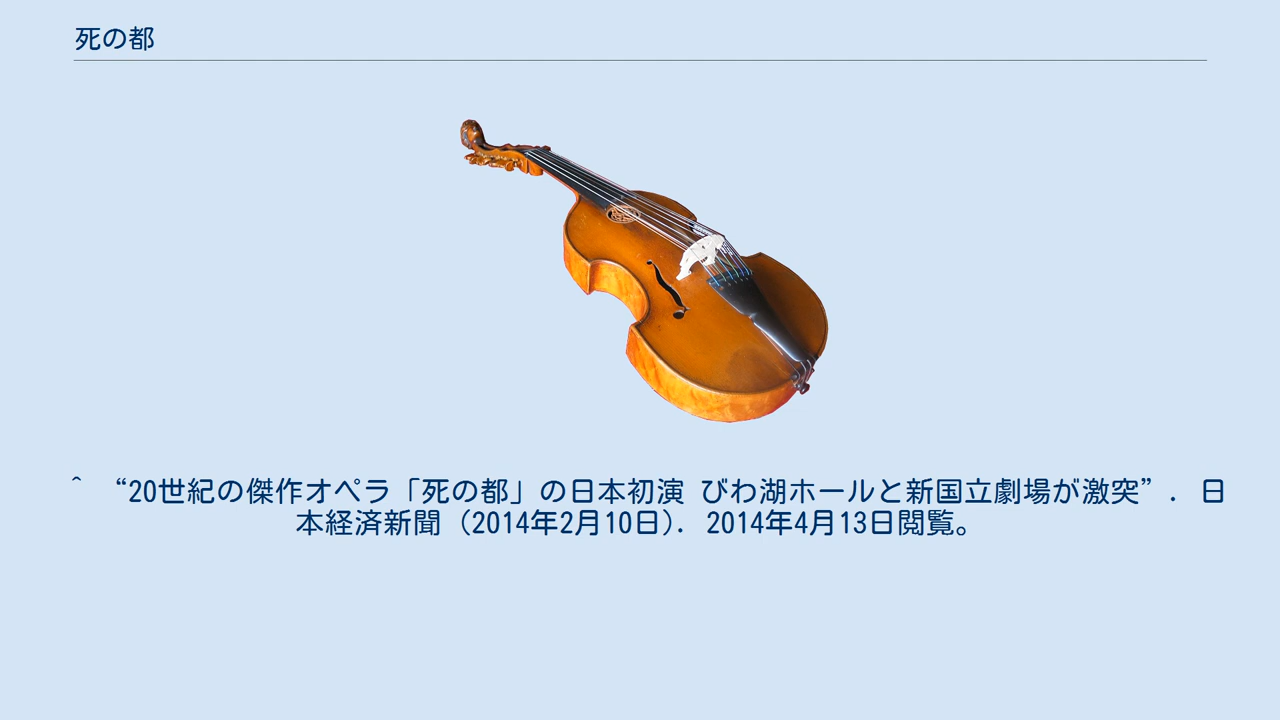 死の都
^ “20世紀の傑作オペラ「死の都」の日本初演 びわ湖ホールと新国立劇場が激突”. 日
本経済新聞 (2014年2月10日). 2014年4月13日閲覧。